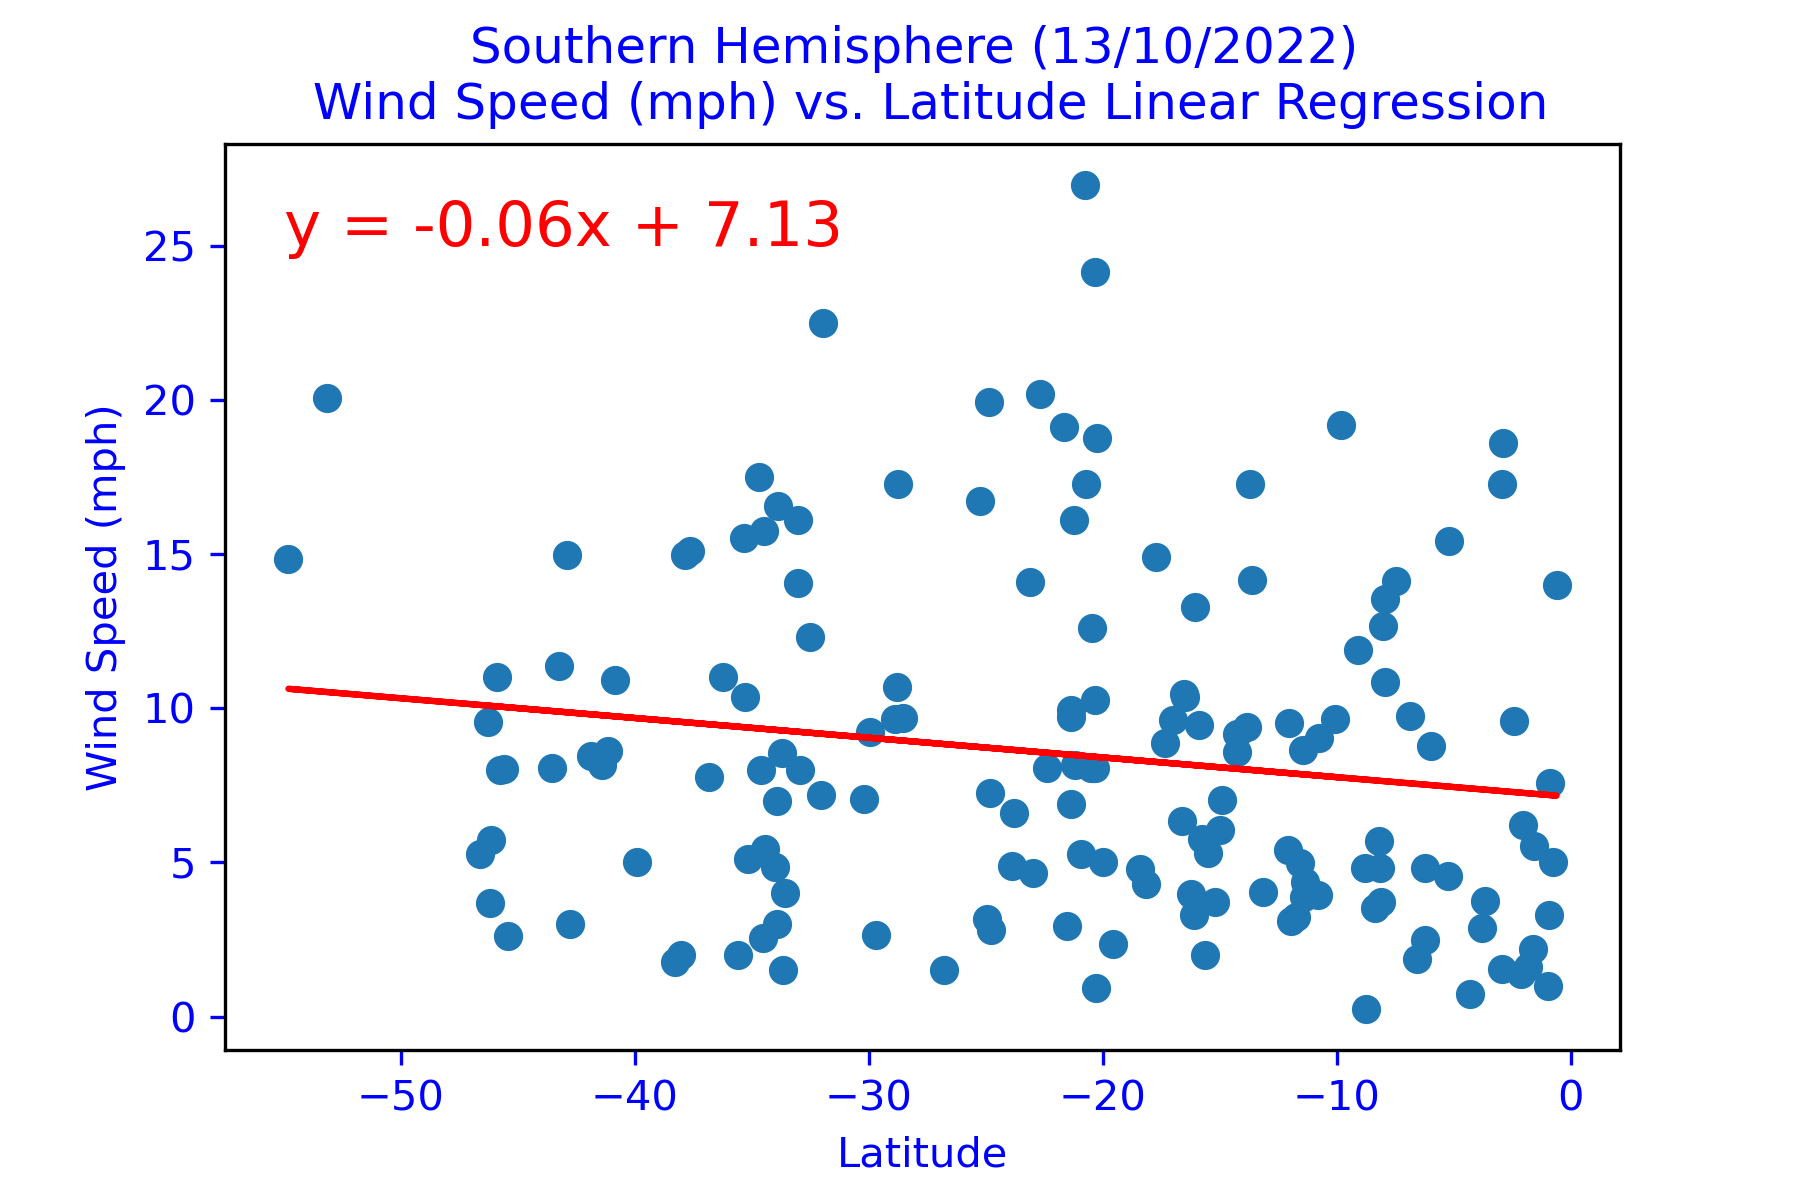 Southern Hemisphere (13/10/2022)
Wind Speed (mph) vs. Latitude Linear Regression
y = -0.06x + 7.13
Wind Speed (mph)
25
20
15
10
5
0
−50 −40 −30 −20 −10 0
Latitude